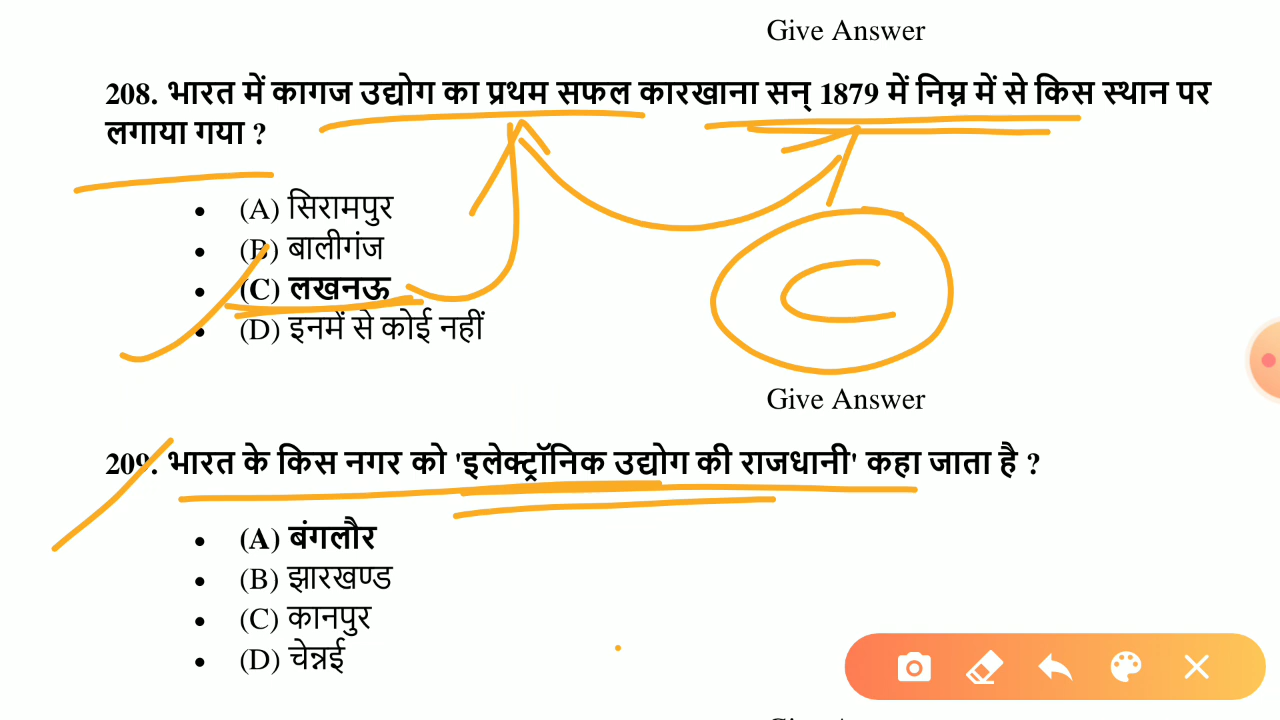 Give Answer
208. भारत में कागज उद्योग का प्रथम सफल कारखाना सन् 1879 में निम्न में से किस स्थान पर
लगाया गया ?
• (A) सिरामपुर
• (B) बालीगंज
• (C) लखनऊ
• (D) इनमें से कोई नहीं
C
Give Answer
209. भारत के किस नगर को 'इलेक्ट्रॉनिक उद्योग की राजधानी' कहा जाता है ?
• (A) बंगलौर
• (B) झारखण्ड
• (C) कानपुर
• (D) चेन्नई